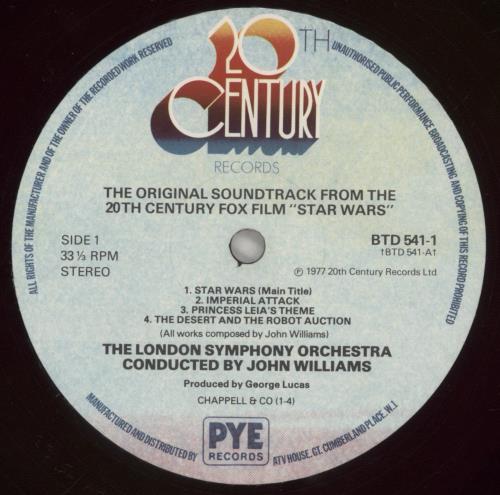 ALL RIGHTS OF THE MANUFACTURER AND OF THE OWNER OF THE RECORDED WORK RESERVED
UNAUTHORISED PUBLIC PERFORMANCE BROADCASTING AND COPYING OF THIS RECORD PROHIBITED
20TH
CENTURY
RECORDS
THE ORIGINAL SOUNDTRACK FROM THE
20TH CENTURY FOX FILM "STAR WARS"
SIDE 1
33⅓ RPM
STEREO
BTD 541-1
†BTD 541-A†
℗ 1977 20th Century Records Ltd
1. STAR WARS (Main Title)
2. IMPERIAL ATTACK
3. PRINCESS LEIA'S THEME
4. THE DESERT AND THE ROBOT AUCTION
(All works composed by John Williams)
THE LONDON SYMPHONY ORCHESTRA
CONDUCTED BY JOHN WILLIAMS
Produced by George Lucas
CHAPPELL & CO (1-4)
MANUFACTURED AND DISTRIBUTED BY
PYE
RECORDS
ATV HOUSE. GT. CUMBERLAND PLACE. W.1